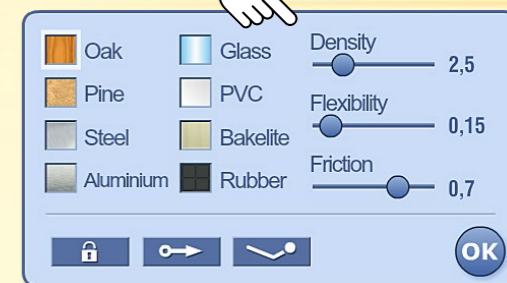 Oak
Pine
Steel
Aluminium
Glass
PVC
Bakelite
Rubber
Density
2,5
Flexibility
0,15
Friction
0,7
OK